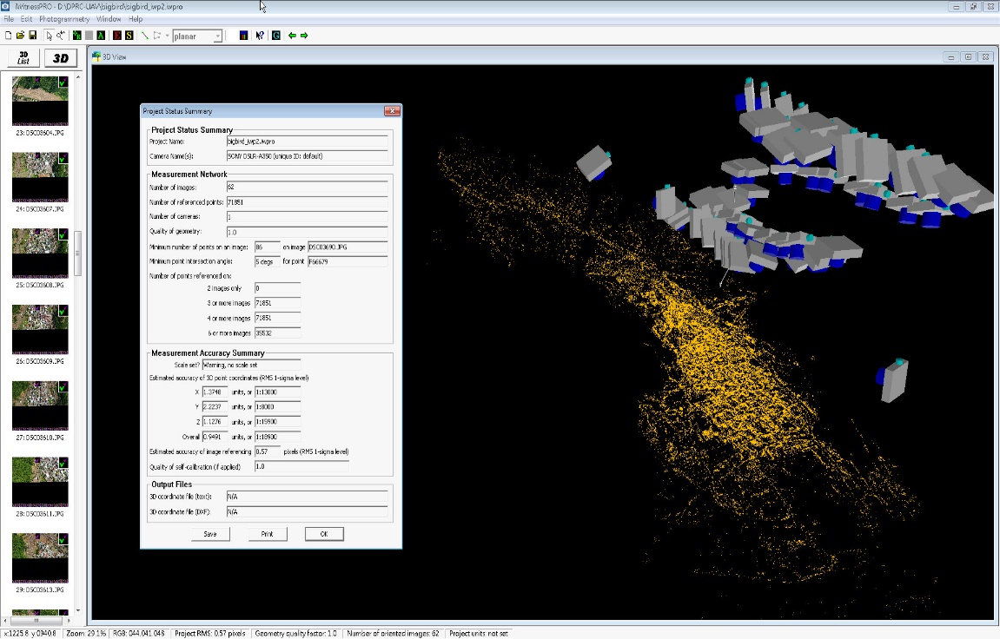 iWitnessPRO - D:\DPRC-UAV\bigbird\bigbird_iwp2.iwpro
File Edit Photogrammetry Window Help
planar
3D List
3D
3D View
23: DSC03604.JPG
24: DSC03607.JPG
25: DSC03608.JPG
26: DSC03609.JPG
27: DSC03610.JPG
28: DSC03611.JPG
29: DSC03613.JPG
Project Status Summary
Project Status Summary
Project Name: bigbird_iwp2.iwpro
Camera Name(s): SONY DSLR-A350 (unique ID: default)
Measurement Network
Number of images: 62
Number of referenced points: 71851
Number of cameras: 1
Quality of geometry: 1.0
Minimum number of points on an image: 86 on image DSC03690.JPG
Minimum point intersection angle: 5 degs for point P66679
Number of points referenced on:
2 images only 0
3 or more images 71851
4 or more images 71851
6 or more images 35532
Measurement Accuracy Summary
Scale set? Warning, no scale set
Estimated accuracy of 3D point coordinates (RMS 1-sigma level)
X 1.3748 units, or 1:13000
Y 2.2237 units, or 1:8000
Z 1.1276 units, or 1:15900
Overall 0.9491 units, or 1:18900
Estimated accuracy of image referencing 0.57 pixels (RMS 1-sigma level)
Quality of self-calibration (if applied) 1.0
Output Files
3D coordinate file (text): N/A
3D coordinate file (DXF): N/A
Save Print OK
x:1225.8 y:0940.8 Zoom: 29.1% RGB: 044.041.048 Project RMS: 0.57 pixels Geometry quality factor: 1.0 Number of oriented images: 62 Project units: not set